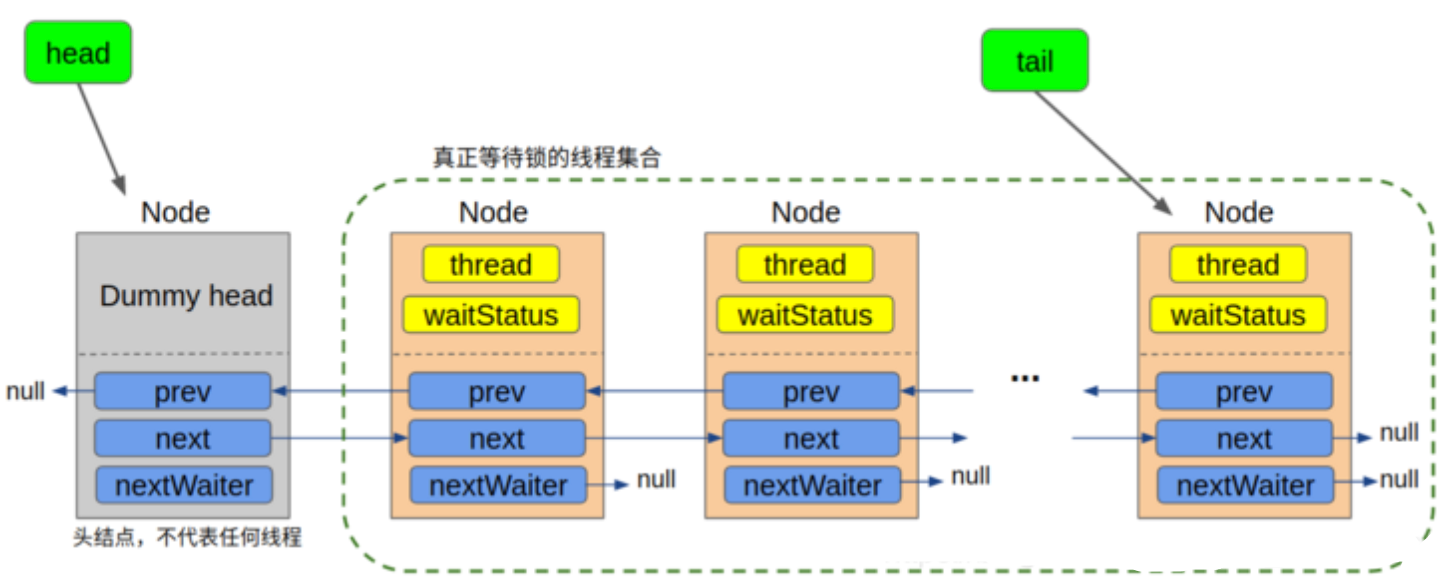 head
tail
真正等待锁的线程集合
Node
Node
Node
Node
Dummy head
thread
thread
thread
waitStatus
waitStatus
waitStatus
...
null
prev
prev
prev
prev
next
next
next
next
null
nextWaiter
nextWaiter
null
nextWaiter
null
nextWaiter
null
头结点，不代表任何线程